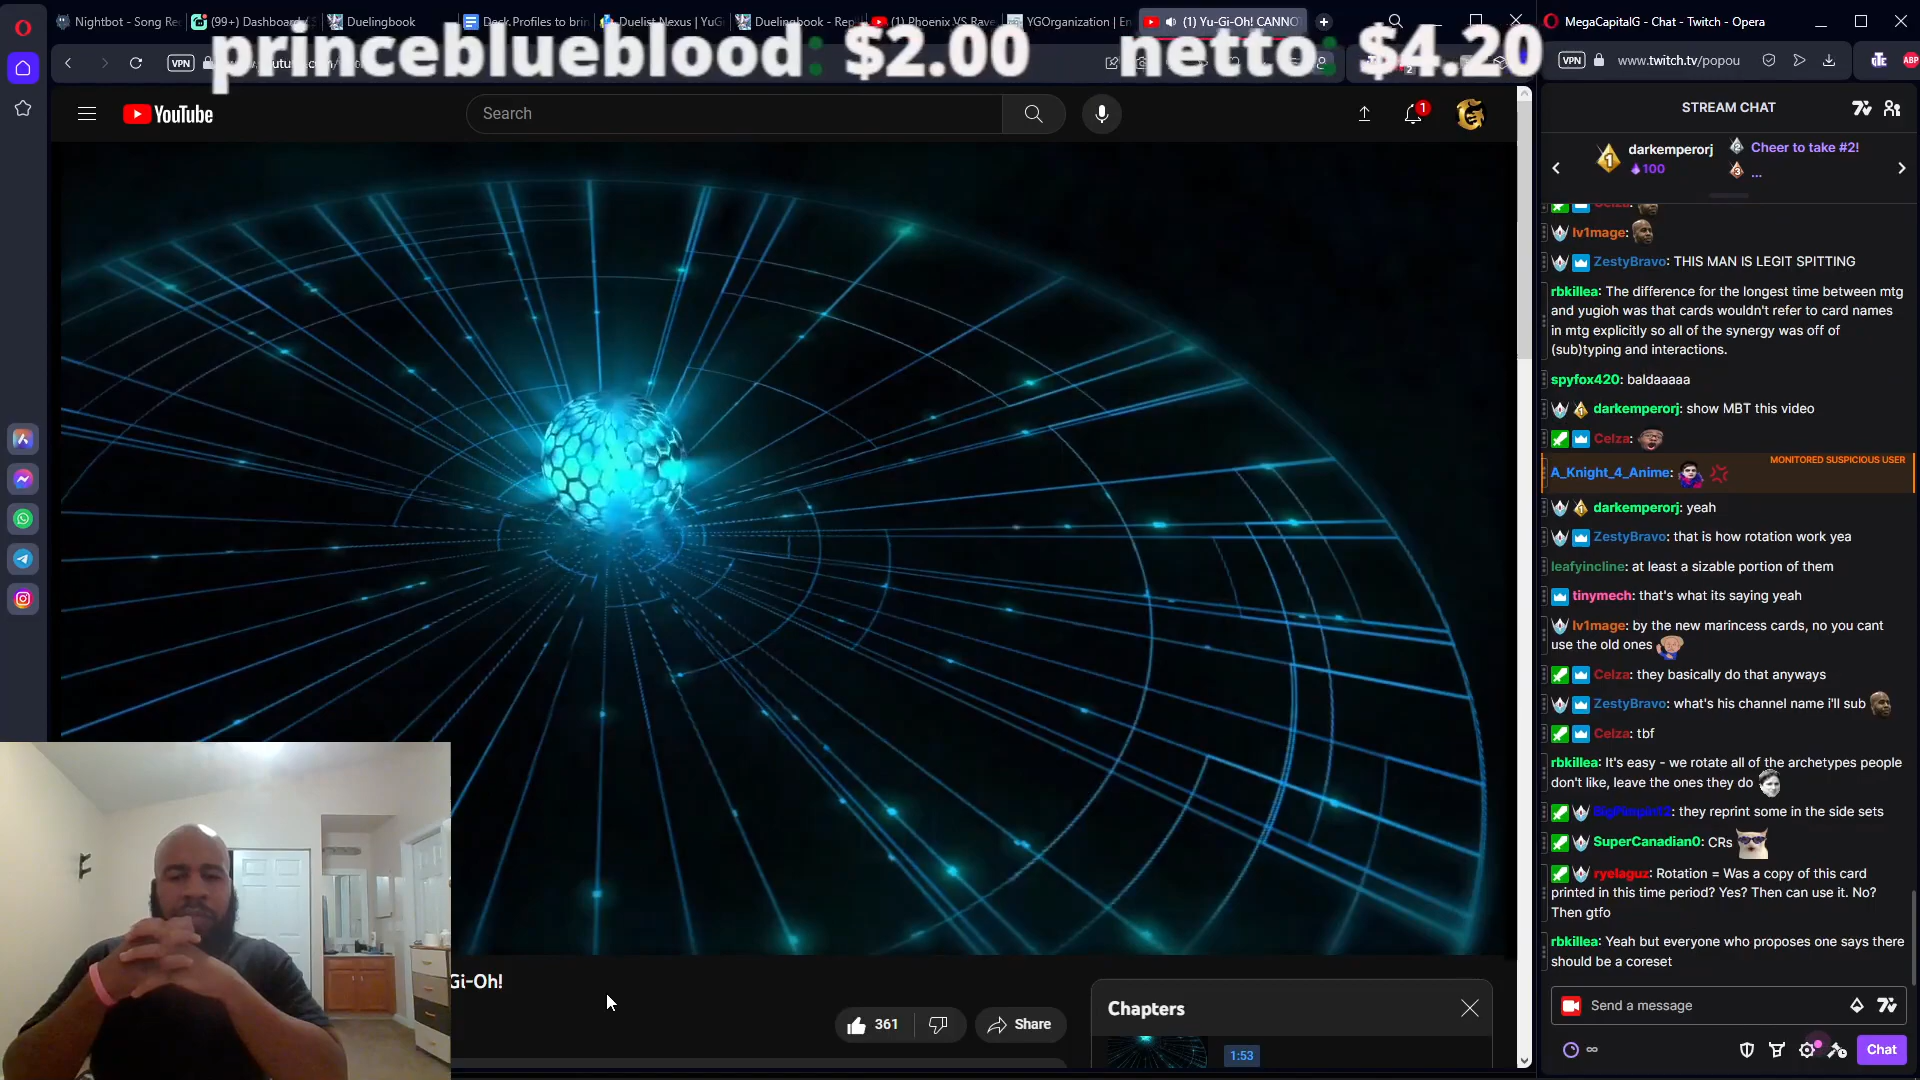 Nightbot - Song Rec
(99+) Dashboard
Duelingbook
Deck Profiles to brin
Duelist Nexus | YuG
Duelingbook - Rep
(1) Phoenix VS Rave
YGOrganization | En
(1) Yu-Gi-Oh! CANNO
MegaCapitalG - Chat - Twitch - Opera
princeblueblood: $2.00 netto: $4.20
VPN
VPN
www.twitch.tv/popou
ABP
YouTube
Search
1
STREAM CHAT
1
darkemperorj
100
2
Cheer to take #2!
3
...
Celza:
lv1mage:
ZestyBravo: THIS MAN IS LEGIT SPITTING
rbkillea: The difference for the longest time between mtg
and yugioh was that cards wouldn't refer to card names
in mtg explicitly so all of the synergy was off of
(sub)typing and interactions.
spyfox420: baldaaaaa
darkemperorj: show MBT this video
Celza:
MONITORED SUSPICIOUS USER
A_Knight_4_Anime:
darkemperorj: yeah
ZestyBravo: that is how rotation work yea
leafyincline: at least a sizable portion of them
tinymech: that's what its saying yeah
lv1mage: by the new marincess cards, no you cant
use the old ones
Celza: they basically do that anyways
ZestyBravo: what's his channel name i'll sub
Celza: tbf
rbkillea: It's easy - we rotate all of the archetypes people
don't like, leave the ones they do
BigPimpin12: they reprint some in the side sets
SuperCanadian0: CRs
ryelaguz: Rotation = Was a copy of this card
printed in this time period? Yes? Then can use it. No?
Then gtfo
rbkillea: Yeah but everyone who proposes one says there
should be a coreset
Gi-Oh!
361
Share
Chapters
1:53
Send a message
Chat